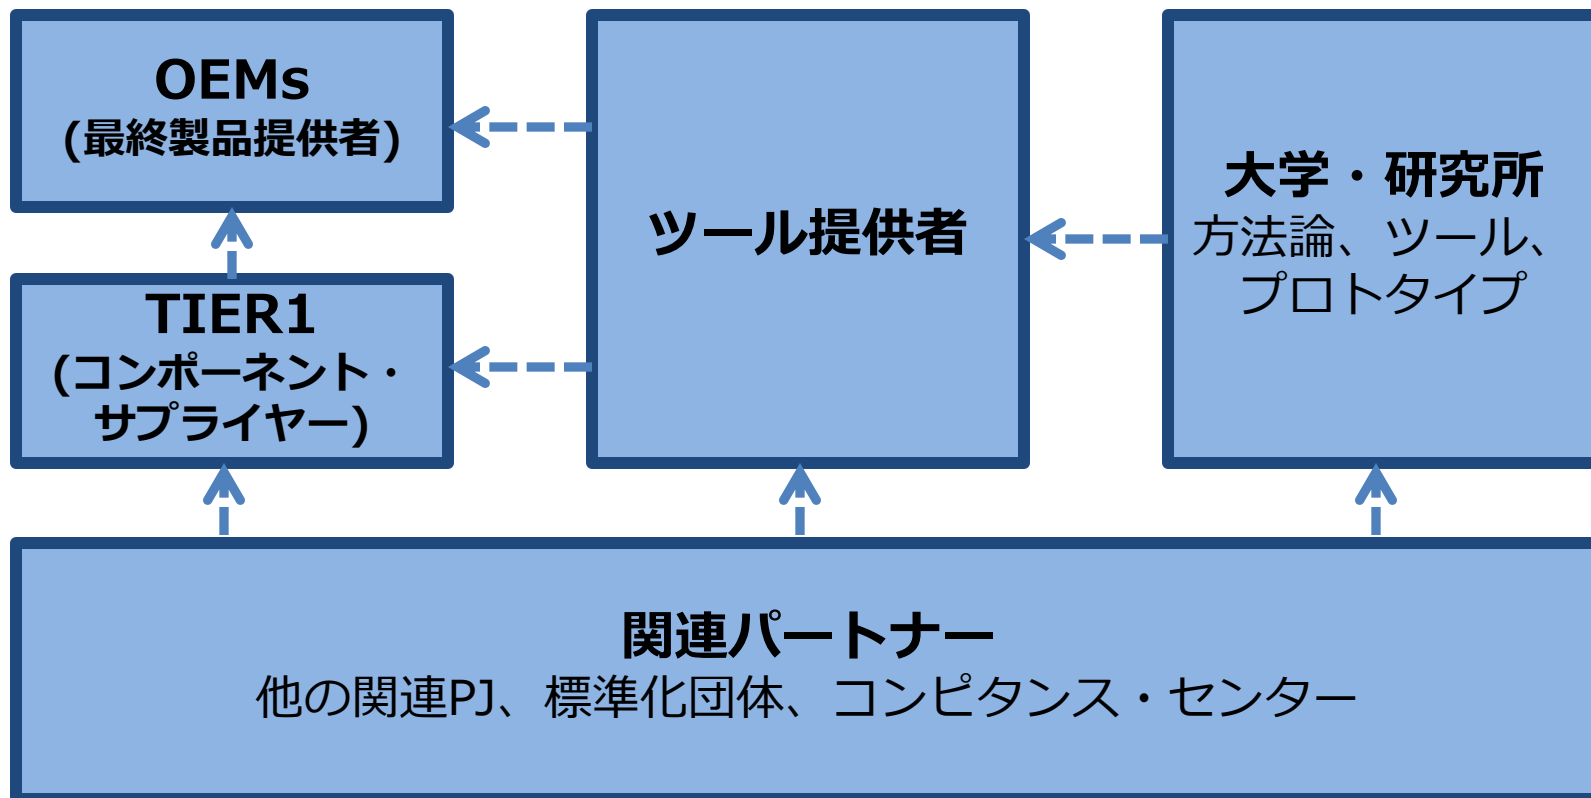 OEMs
(最終製品提供者)
TIER1
(コンポーネント・
サプライヤー)
ツール提供者
大学・研究所
方法論、ツール、
プロトタイプ
関連パートナー
他の関連PJ、標準化団体、コンピタンス・センター